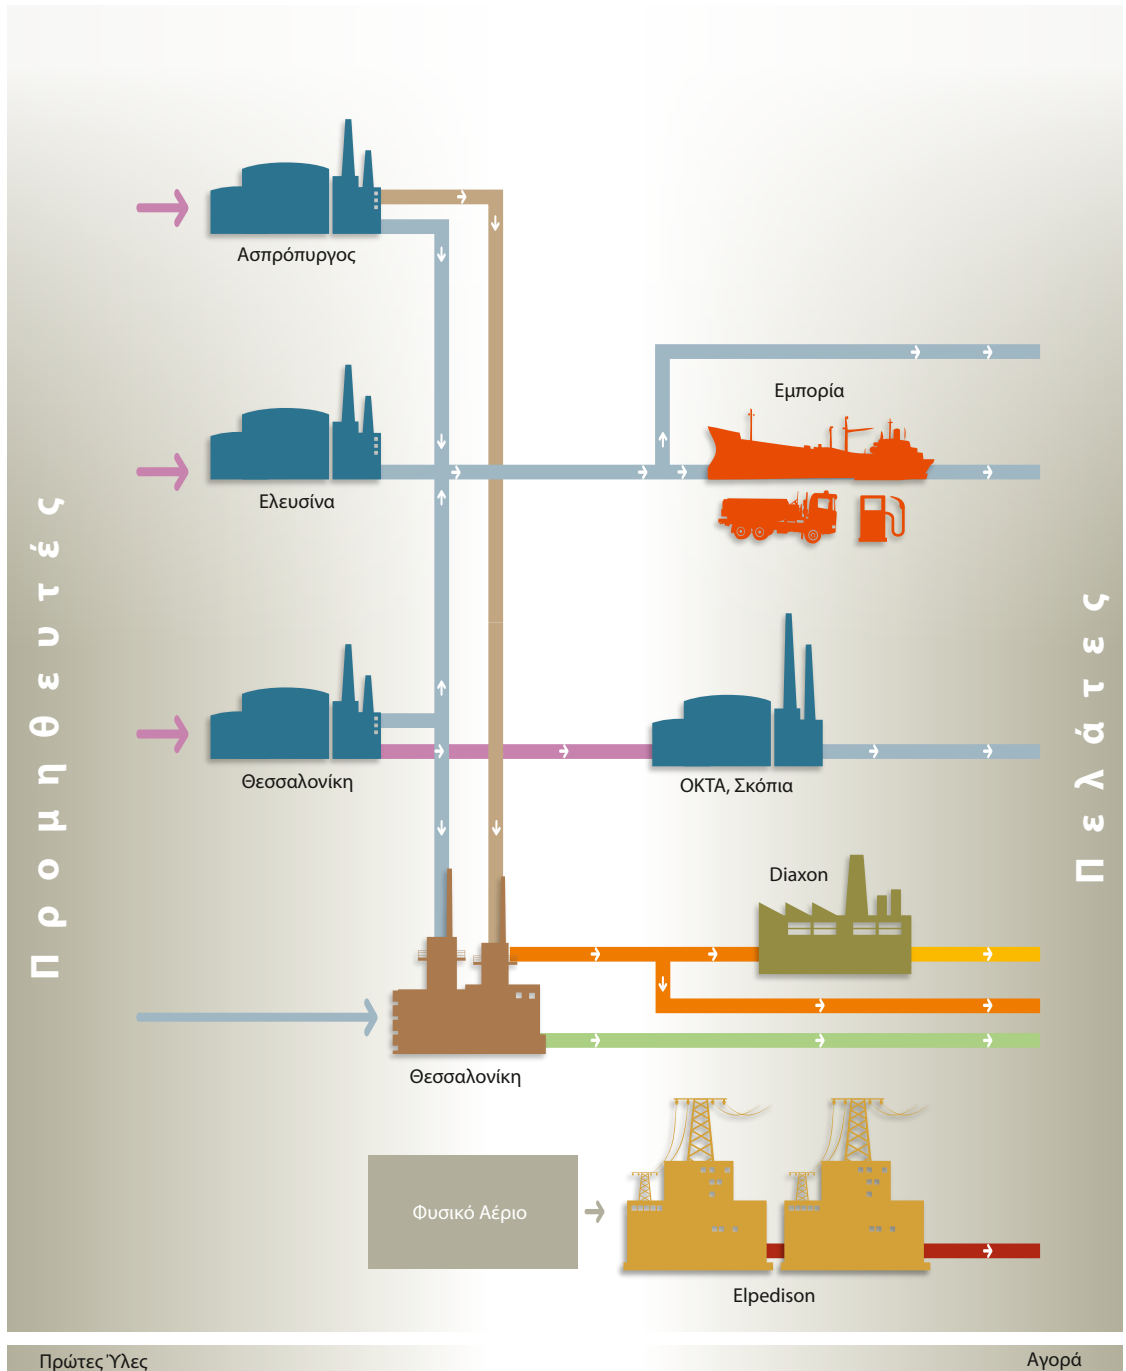 Ασπρόπυργος
Εμπορία
Ελευσίνα
Προμηθευτές
Πελάτες
Θεσσαλονίκη
ΟΚΤΑ, Σκόπια
Diaxon
Θεσσαλονίκη
Φυσικό Αέριο
Elpedison
Πρώτες Ύλες
Αγορά